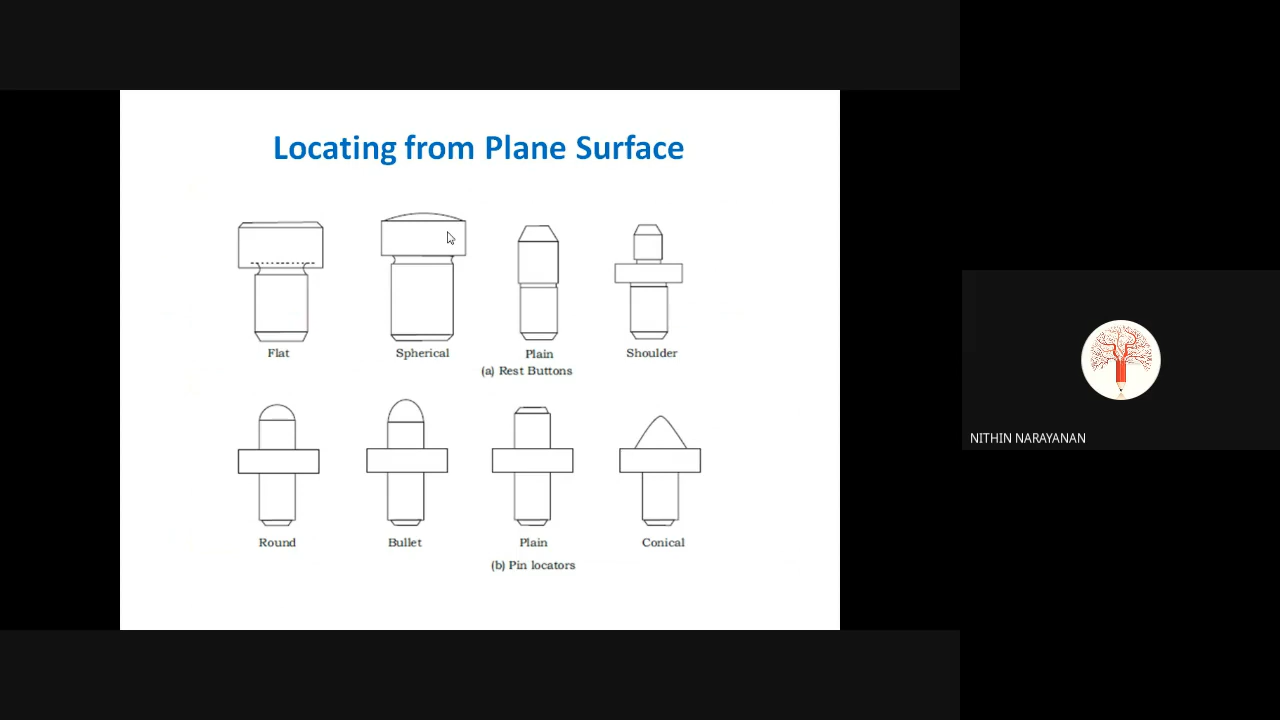 Locating from Plane Surface
Flat
Spherical
Plain
Shoulder
(a) Rest Buttons
Round
Bullet
Plain
Conical
(b) Pin locators
NITHIN NARAYANAN